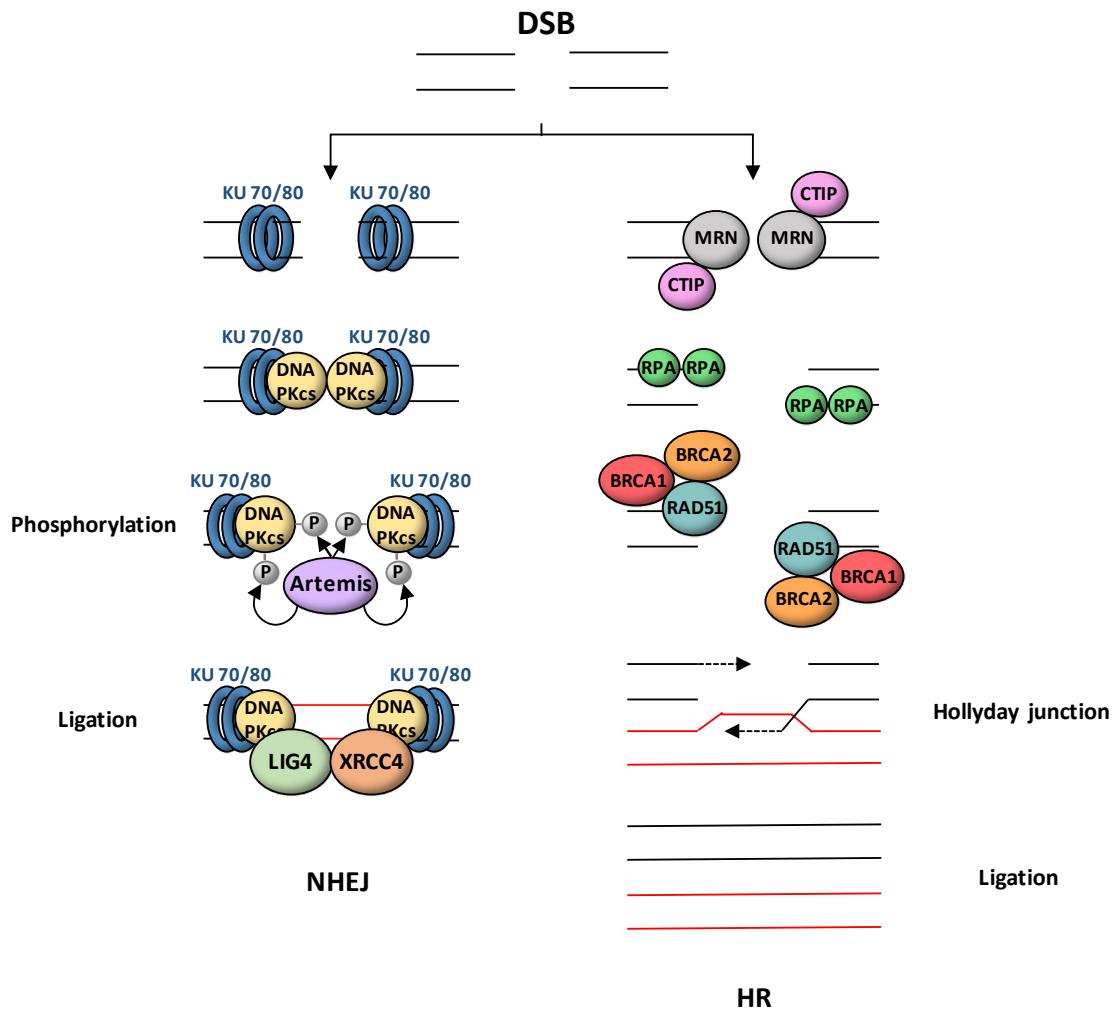 DSB
KU 70/80
KU 70/80
CTIP
MRN
MRN
CTIP
KU 70/80
KU 70/80
DNA
PKcs
DNA
PKcs
RPA
RPA
RPA
RPA
BRCA2
BRCA1
RAD51
RAD51
BRCA1
BRCA2
Phosphorylation
KU 70/80
KU 70/80
DNA
PKcs
P
P
DNA
PKcs
P
P
Artemis
Ligation
KU 70/80
KU 70/80
DNA
PKcs
DNA
PKcs
LIG4
XRCC4
Hollyday junction
NHEJ
Ligation
HR